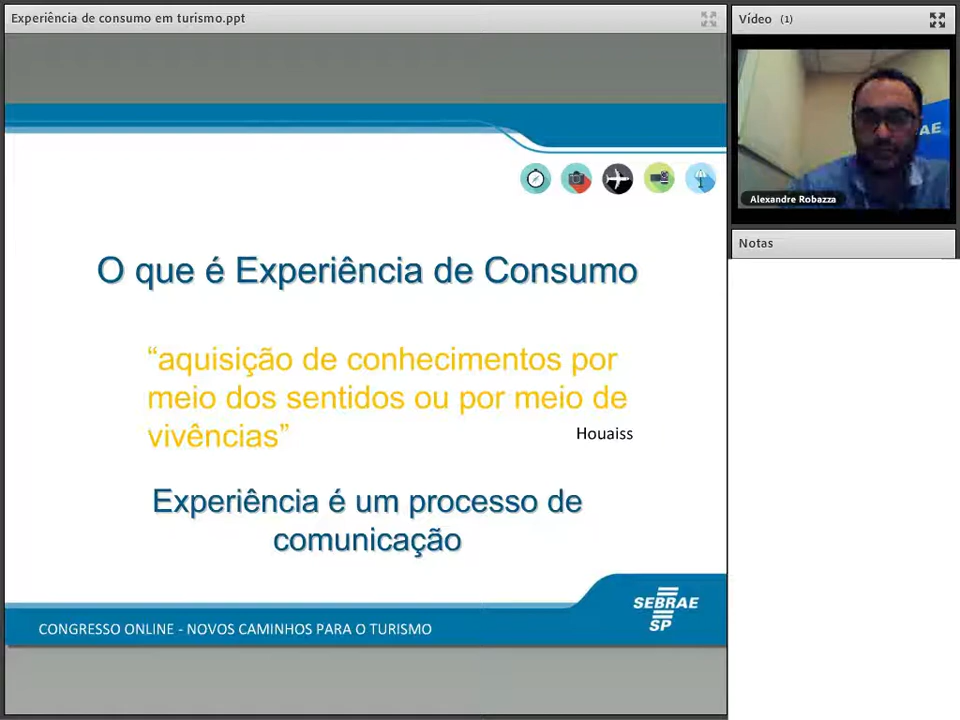 Experiência de consumo em turismo.ppt
Vídeo (1)
AE
Alexandre Robazza
Notas
O que é Experiência de Consumo
“aquisição de conhecimentos por
meio dos sentidos ou por meio de
vivências”
Houaiss
Experiência é um processo de
comunicação
SEBRAE
SP
CONGRESSO ONLINE - NOVOS CAMINHOS PARA O TURISMO